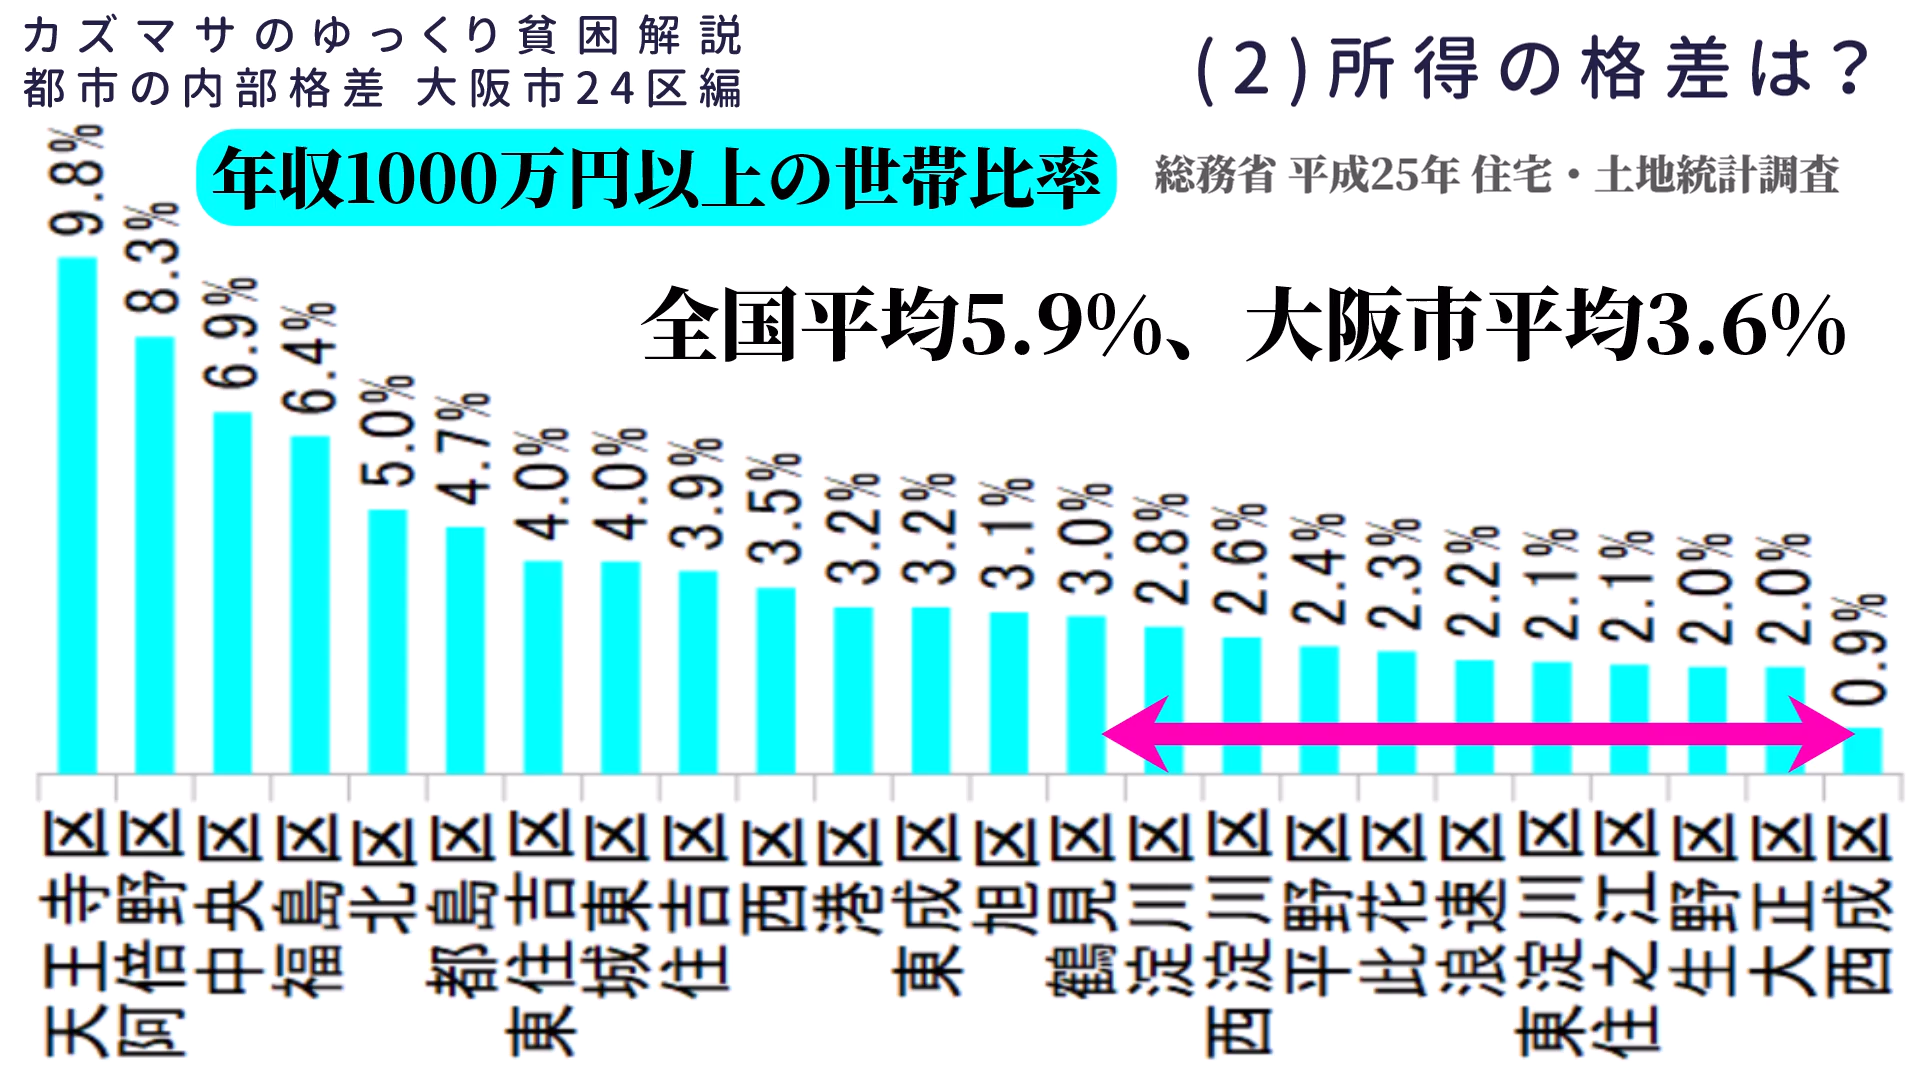 カズマサのゆっくり貧困解説
都市の内部格差 大阪市24区編
(2)所得の格差は？
年収1000万円以上の世帯比率
総務省 平成25年 住宅・土地統計調査
全国平均5.9%、大阪市平均3.6%
9.8%
8.3%
6.9%
6.4%
5.0%
4.7%
4.0%
4.0%
3.9%
3.5%
3.2%
3.2%
3.1%
3.0%
2.8%
2.6%
2.4%
2.3%
2.2%
2.1%
2.1%
2.0%
2.0%
0.9%
天王寺区
阿倍野区
中央区
福島区
北区
都島区
東住吉区
城東区
住吉区
西区
港区
東成区
旭区
鶴見区
淀川区
西淀川区
平野区
此花区
浪速区
東淀川区
住之江区
生野区
大正区
西成区